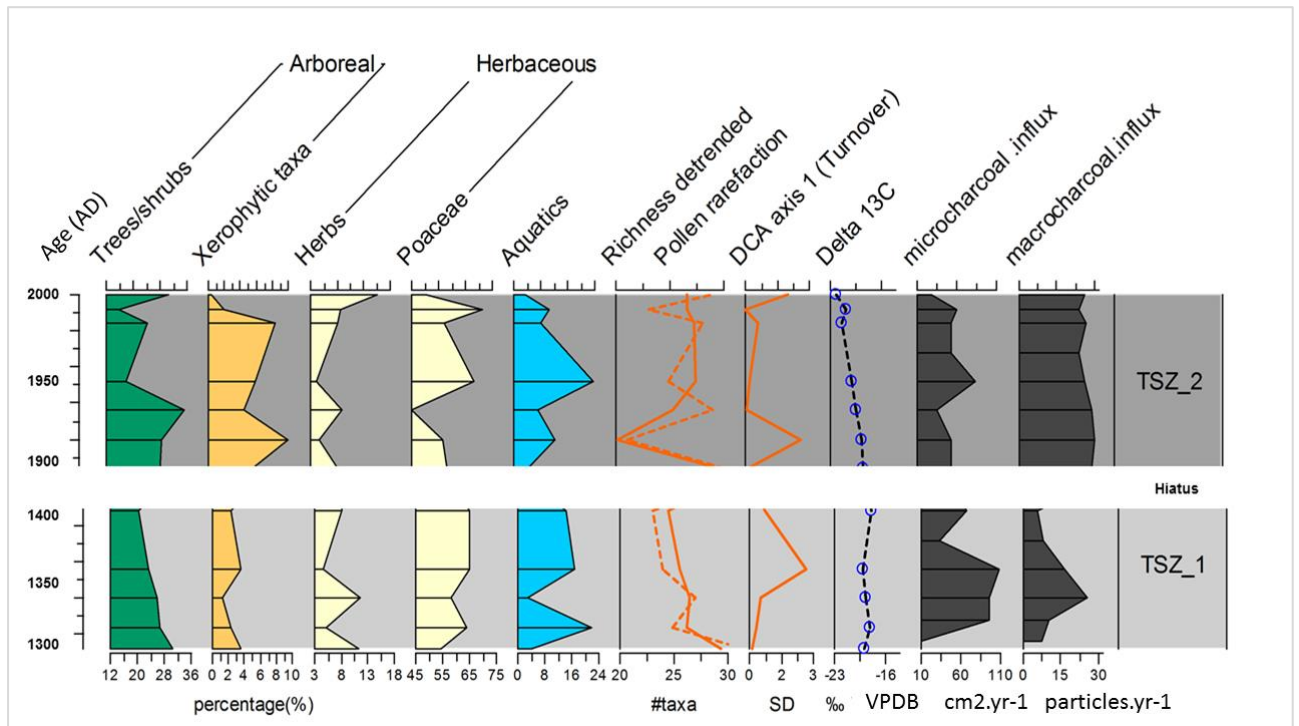 Arboreal Herbaceous
Age (AD) Trees/shrubs Xerophytic taxa Herbs Poaceae Aquatics Richness detrended Pollen rarefaction DCA axis 1 (Turnover) Delta 13C microcharcoal .influx macrocharcoal.influx
2000
1950
TSZ_2
1900
Hiatus
1400
TSZ_1
1350
1300
12 20 28 36 0 2 4 6 8 10 3 8 13 18 45 55 65 75 0 4 8 12 16 20 24 20 25 30 0 1 2 3 -23 -16 10 60 110 0 15 30
percentage(%) #taxa SD ‰ VPDB cm2.yr-1 particles.yr-1